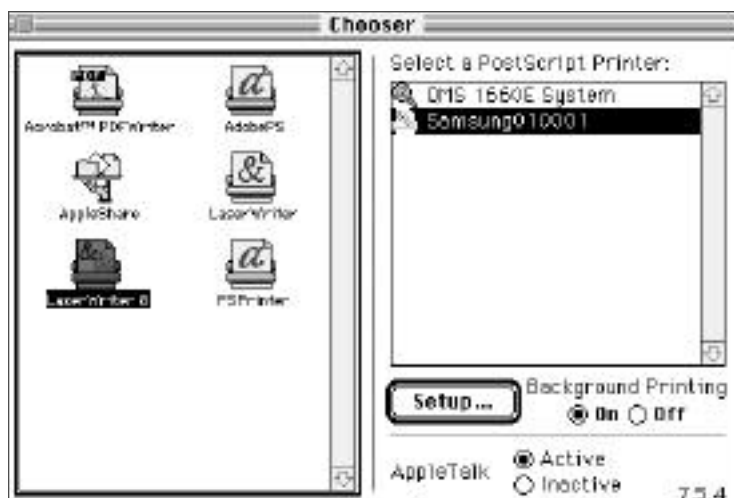 Chooser
Acrobat™ PDFWriter
AdobePS
AppleShare
LaserWriter
LaserWriter 8
PSPrinter
Select a PostScript Printer:
QMS 1660E System
Samsung010001
Setup...
Background Printing
On Off
AppleTalk
Active
Inactive
7.5.4